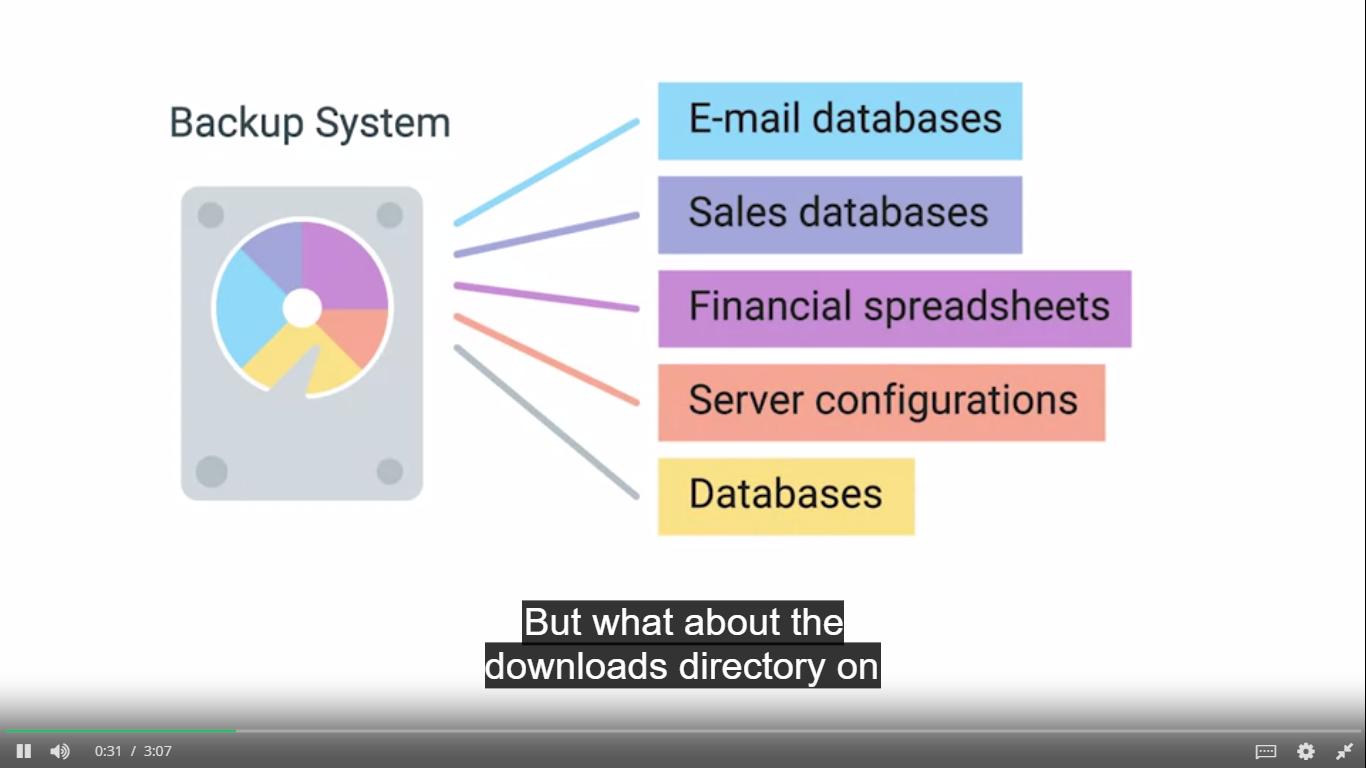 Backup System
E-mail databases
Sales databases
Financial spreadsheets
Server configurations
Databases
But what about the
downloads directory on
0:31 / 3:07